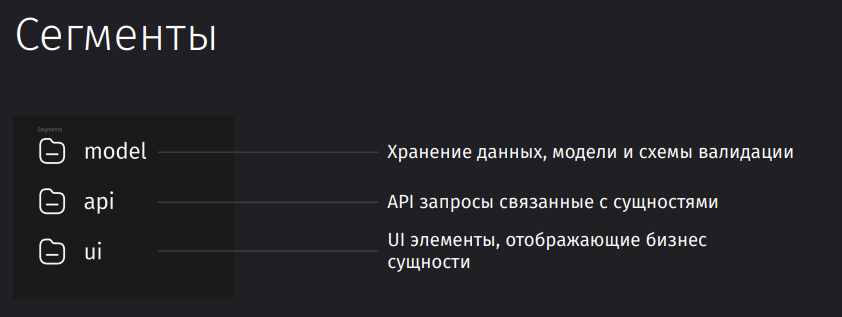 Сегменты
Segments
model
Хранение данных, модели и схемы валидации
api
API запросы связанные с сущностями
ui
UI элементы, отображающие бизнес
сущности